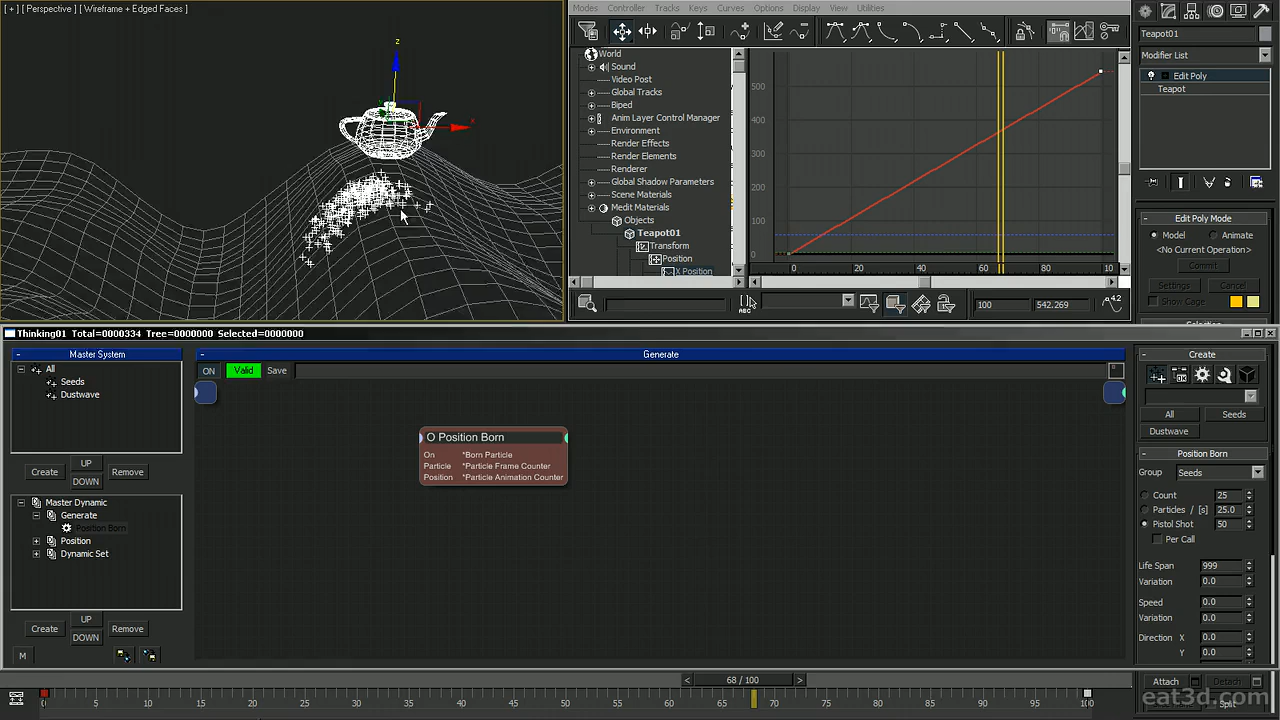 [ + ] [ Perspective ] [ Wireframe + Edged Faces ]
z
x
Modes Controller Tracks Keys Curves Options Display View Utilities
World
Sound
Video Post
Global Tracks
Biped
Anim Layer Control Manager
Environment
Render Effects
Render Elements
Renderer
Global Shadow Parameters
Scene Materials
Medit Materials
Objects
Teapot01
Transform
Position
X Position
500
400
300
200
100
0
0 20 40 60 80 10
ABC
100
542.269
4.2
Teapot01
Modifier List
Edit Poly
Teapot
Edit Poly Mode
Model Animate
<No Current Operation>
Commit
Settings Cancel
Show Cage
Selection
Thinking01 Total=0000334 Tree=0000000 Selected=0000000
Master System
All
Seeds
Dustwave
Create UP Remove
DOWN
Master Dynamic
Generate
Position Born
Position
Dynamic Set
Create UP Remove
DOWN
M
Generate
ON Valid Save
O Position Born
On *Born Particle
Particle *Particle Frame Counter
Position *Particle Animation Counter
Create
All Seeds
Dustwave
Position Born
Group Seeds
Count 25
Particles / [s] 25.0
Pistol Shot 50
Per Call
Life Span 999
Variation 0.0
Speed 0.0
Variation 0.0
Direction X 0.0
Y 0.0
< 68 / 100 >
0 5 10 15 20 25 30 35 40 45 50 55 60 65 70 75 80 85 90 95 100
Attach Detach
Split
eat3d.com